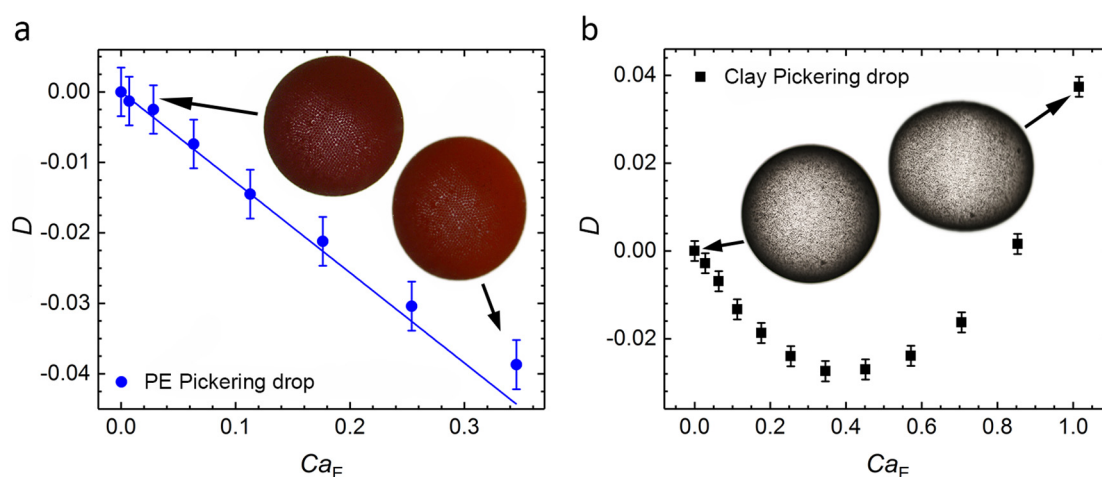 a
0.00
-0.01
-0.02
-0.03
-0.04
D
PE Pickering drop
0.0 0.1 0.2 0.3
CaE
b
Clay Pickering drop
0.04
0.02
0.00
-0.02
D
0.0 0.2 0.4 0.6 0.8 1.0
CaE